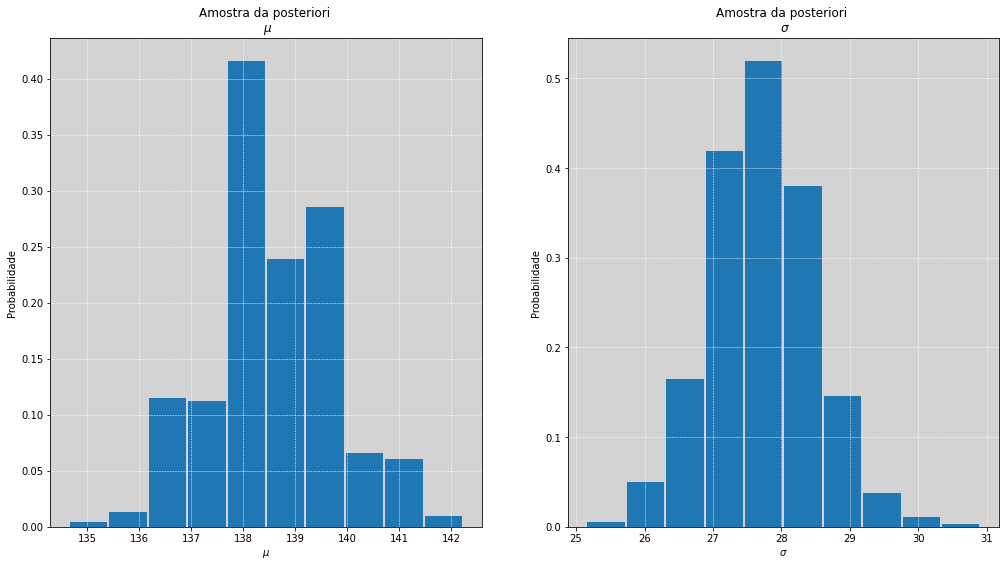 Amostra da posteriori
μ
0.40
0.35
0.30
0.25
0.20
0.15
0.10
0.05
0.00
Probabilidade
135 136 137 138 139 140 141 142
μ
Amostra da posteriori
σ
0.5
0.4
0.3
0.2
0.1
0.0
Probabilidade
25 26 27 28 29 30 31
σ